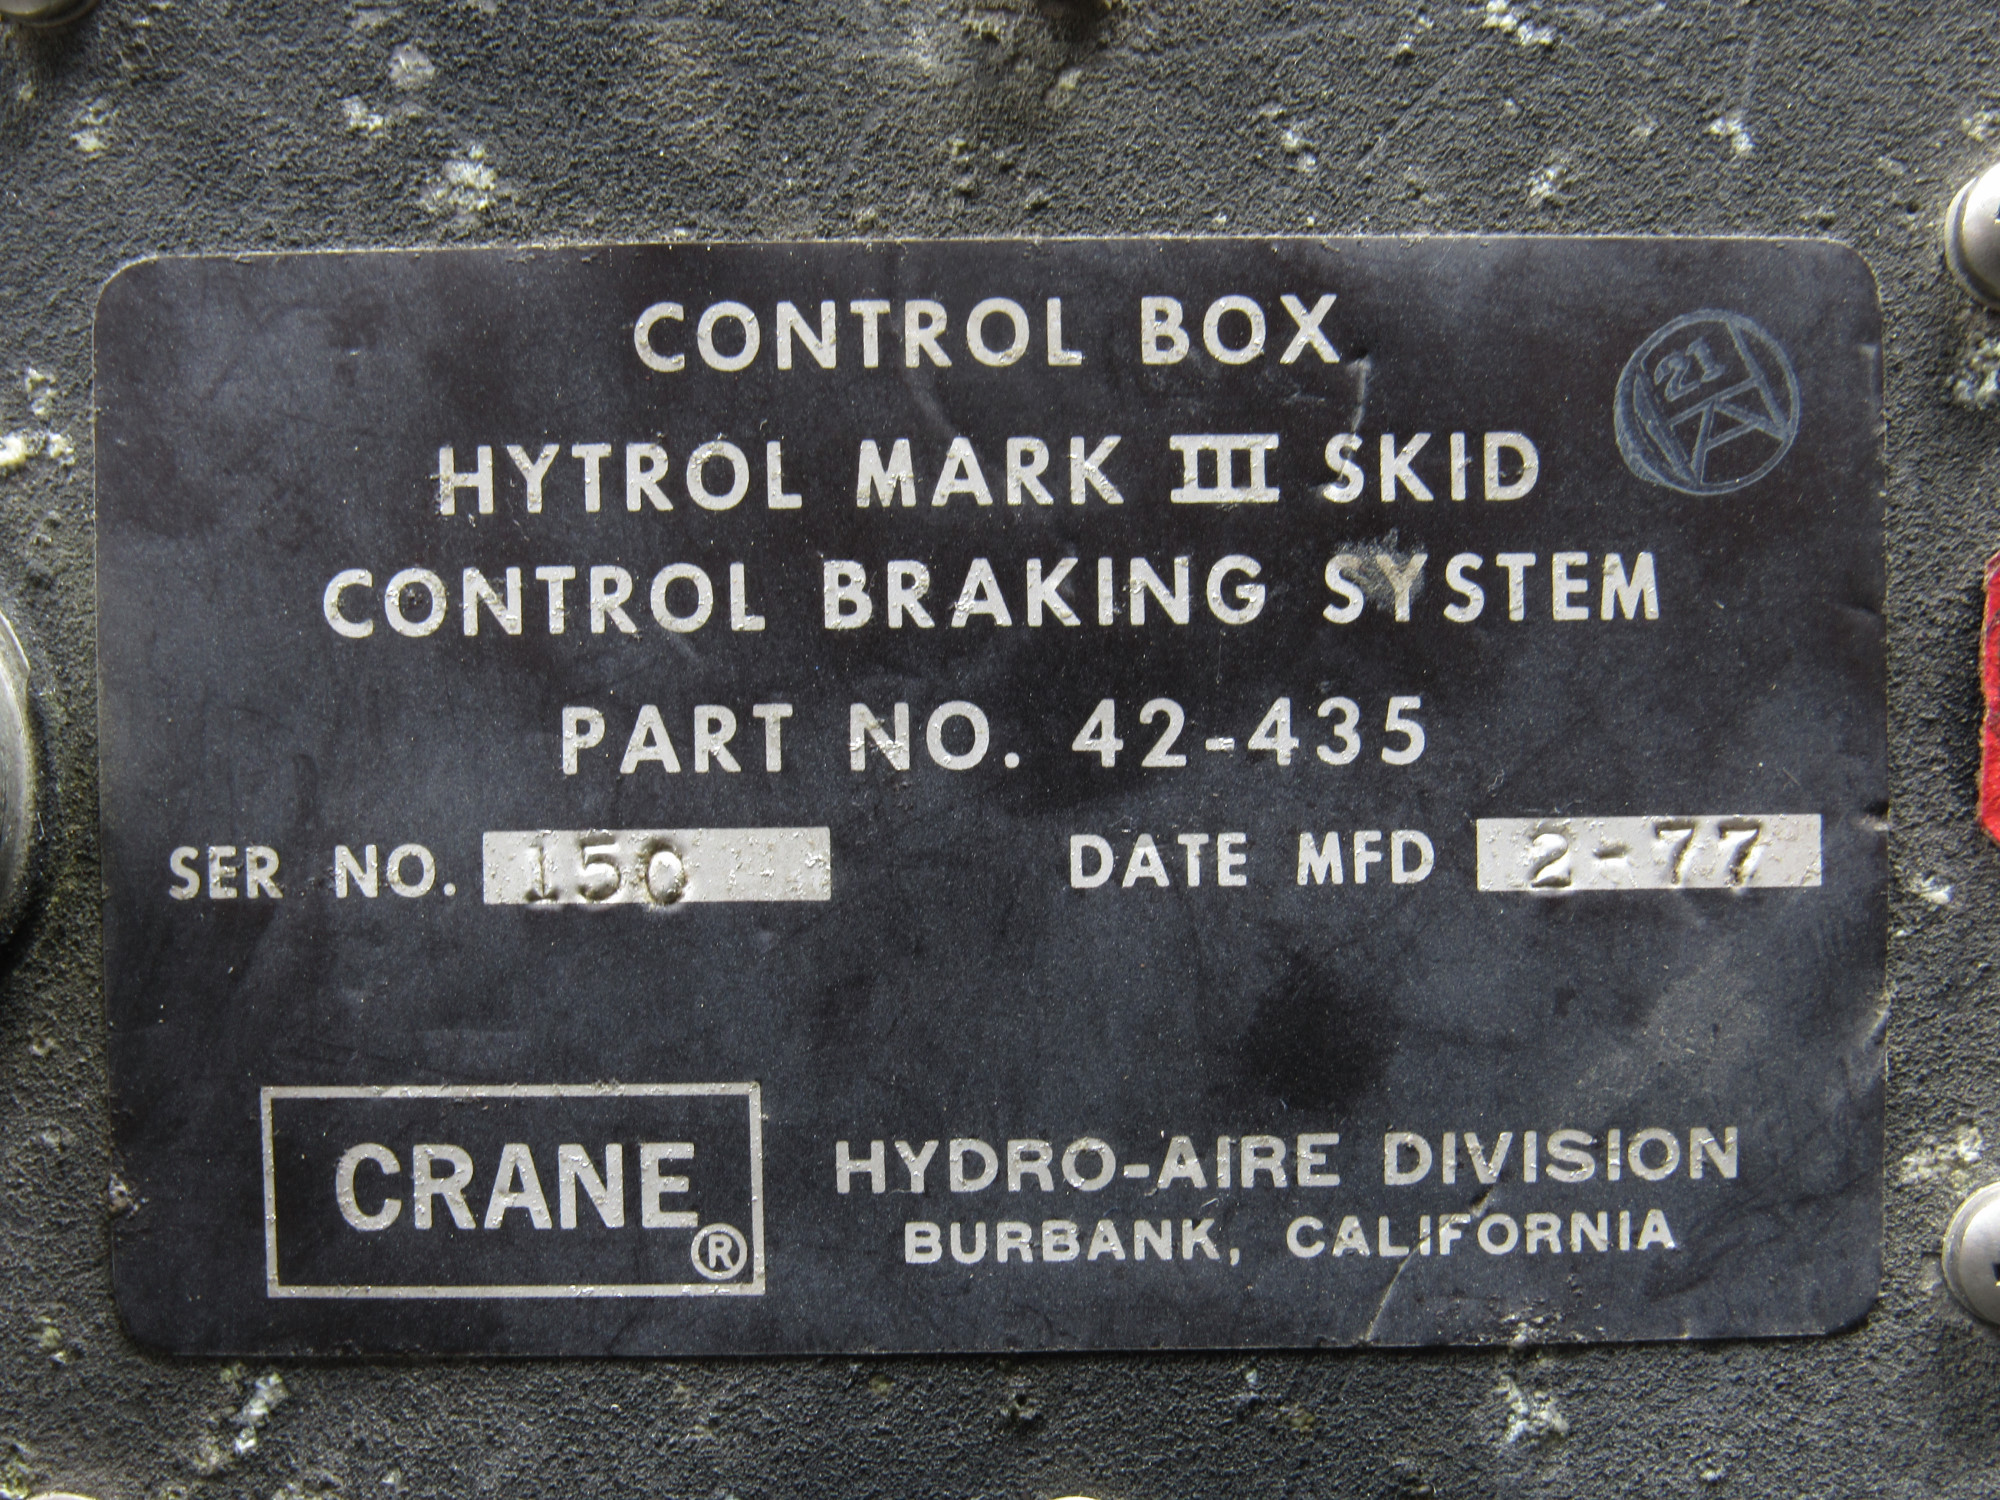 CONTROL BOX
HYTROL MARK III SKID
CONTROL BRAKING SYSTEM
PART NO. 42-435
SER NO. 150 DATE MFD 2-77
CRANE®
HYDRO-AIRE DIVISION
BURBANK, CALIFORNIA
21
A